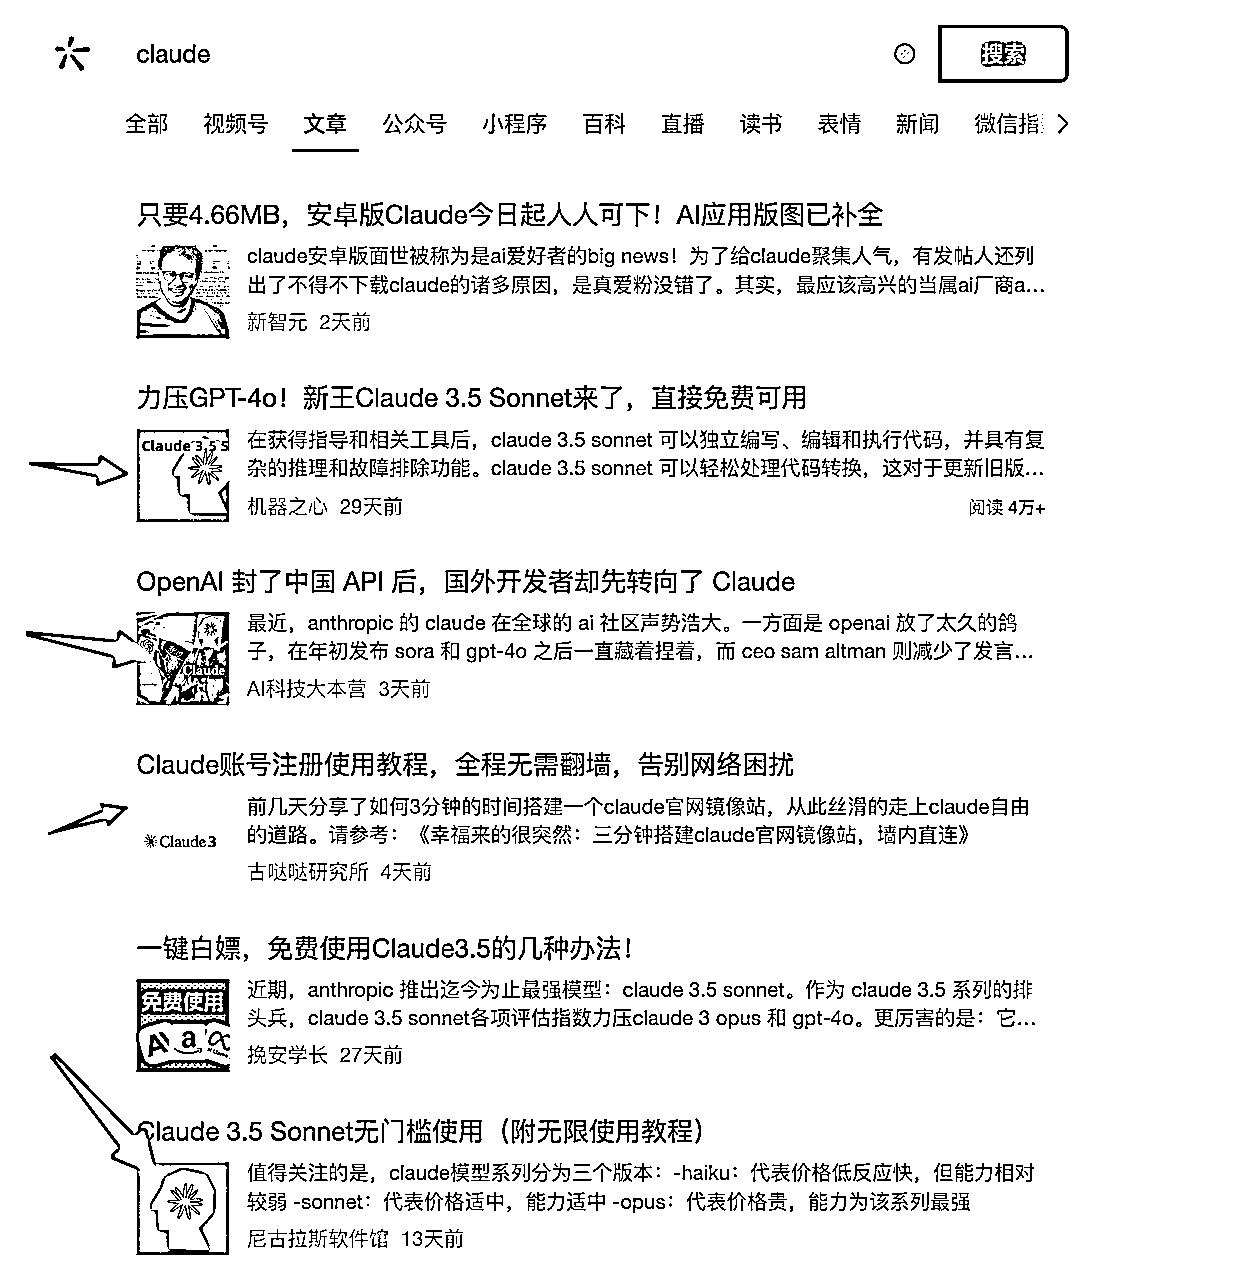 claude
搜索
全部 视频号 文章 公众号 小程序 百科 直播 读书 表情 新闻 微信指
只要4.66MB，安卓版Claude今日起人人可下！AI应用版图已补全
claude安卓版面世被称为是ai爱好者的big news！为了给claude聚集人气，有发帖人还列
出了不得不下载claude的诸多原因，是真爱粉没错了。其实，最应该高兴的当属ai厂商a...
新智元 2天前
力压GPT-4o！新王Claude 3.5 Sonnet来了，直接免费可用
Claude 3.5 S
在获得指导和相关工具后，claude 3.5 sonnet 可以独立编写、编辑和执行代码，并具有复
杂的推理和故障排除功能。claude 3.5 sonnet 可以轻松处理代码转换，这对于更新旧版...
机器之心 29天前
阅读 4万+
OpenAI 封了中国 API 后，国外开发者却先转向了 Claude
Claude
最近，anthropic 的 claude 在全球的 ai 社区声势浩大。一方面是 openai 放了太久的鸽
子，在年初发布 sora 和 gpt-4o 之后一直藏着捏着，而 ceo sam altman 则减少了发言...
AI科技大本营 3天前
Claude账号注册使用教程，全程无需翻墙，告别网络困扰
Claude3
前几天分享了如何3分钟的时间搭建一个claude官网镜像站，从此丝滑的走上claude自由
的道路。请参考：《幸福来的很突然：三分钟搭建claude官网镜像站，墙内直连》
古哒哒研究所 4天前
一键白嫖，免费使用Claude3.5的几种办法！
免费使用
A\ a
近期，anthropic 推出迄今为止最强模型：claude 3.5 sonnet。作为 claude 3.5 系列的排
头兵，claude 3.5 sonnet各项评估指数力压claude 3 opus 和 gpt-4o。更厉害的是：它...
挽安学长 27天前
Claude 3.5 Sonnet无门槛使用（附无限使用教程）
值得关注的是，claude模型系列分为三个版本：-haiku：代表价格低反应快，但能力相对
较弱 -sonnet：代表价格适中，能力适中 -opus：代表价格贵，能力为该系列最强
尼古拉斯软件馆 13天前